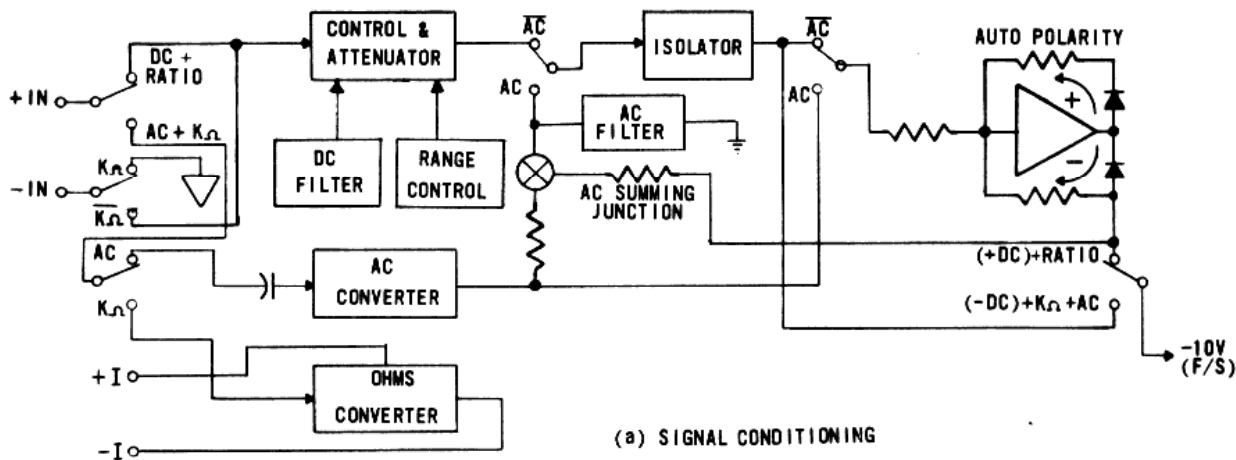 CONTROL &
ATTENUATOR
AC̅
ISOLATOR
AC̅
AUTO POLARITY
DC +
RATIO
+IN
AC
AC
+
AC + KΩ
AC
FILTER
KΩ
DC
FILTER
RANGE
CONTROL
-IN
−
AC SUMMING
JUNCTION
K̅Ω̅
(+DC)+RATIO
AC
AC
CONVERTER
KΩ
(-DC)+KΩ+AC
-10V
(F/S)
+I
OHMS
CONVERTER
-I
(a) SIGNAL CONDITIONING